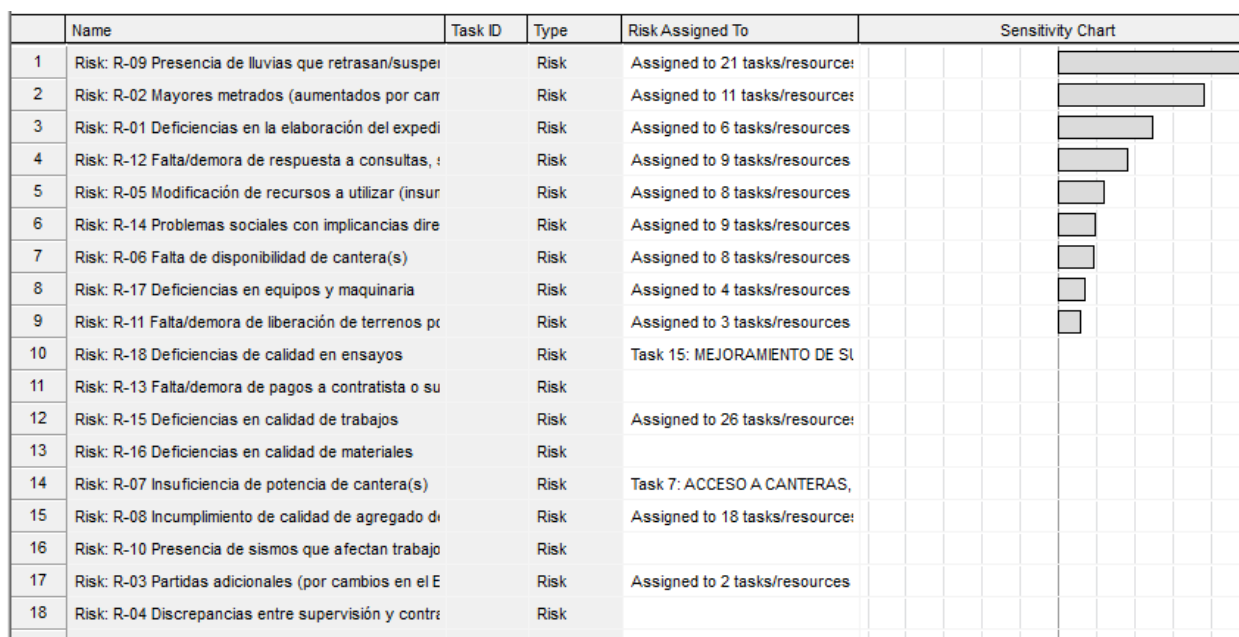 Name Task ID Type Risk Assigned To Sensitivity Chart
1 Risk: R-09 Presencia de lluvias que retrasan/susper Risk Assigned to 21 tasks/resources
2 Risk: R-02 Mayores metrados (aumentados por cam Risk Assigned to 11 tasks/resources
3 Risk: R-01 Deficiencias en la elaboración del expedi Risk Assigned to 6 tasks/resources
4 Risk: R-12 Falta/demora de respuesta a consultas, Risk Assigned to 9 tasks/resources
5 Risk: R-05 Modificación de recursos a utilizar (insum Risk Assigned to 8 tasks/resources
6 Risk: R-14 Problemas sociales con implicancias dire Risk Assigned to 9 tasks/resources
7 Risk: R-06 Falta de disponibilidad de cantera(s) Risk Assigned to 8 tasks/resources
8 Risk: R-17 Deficiencias en equipos y maquinaria Risk Assigned to 4 tasks/resources
9 Risk: R-11 Falta/demora de liberación de terrenos po Risk Assigned to 3 tasks/resources
10 Risk: R-18 Deficiencias de calidad en ensayos Risk Task 15: MEJORAMIENTO DE SU
11 Risk: R-13 Falta/demora de pagos a contratista o su Risk
12 Risk: R-15 Deficiencias en calidad de trabajos Risk Assigned to 26 tasks/resources
13 Risk: R-16 Deficiencias en calidad de materiales Risk
14 Risk: R-07 Insuficiencia de potencia de cantera(s) Risk Task 7: ACCESO A CANTERAS,
15 Risk: R-08 Incumplimiento de calidad de agregado de Risk Assigned to 18 tasks/resources
16 Risk: R-10 Presencia de sismos que afectan trabajo Risk
17 Risk: R-03 Partidas adicionales (por cambios en el E Risk Assigned to 2 tasks/resources
18 Risk: R-04 Discrepancias entre supervisión y contra Risk